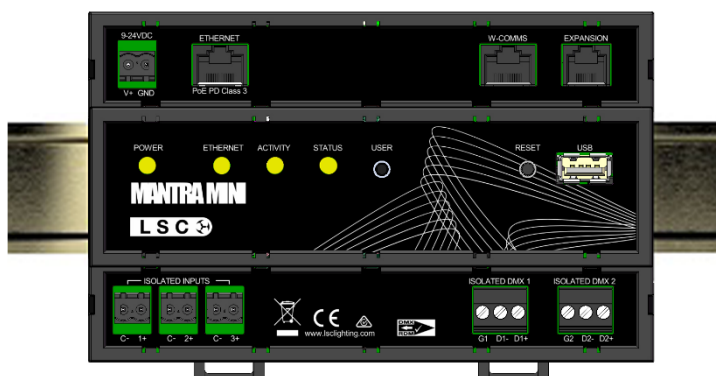 9-24VDC
ETHERNET
W-COMMS
EXPANSION
V+ GND
PoE PD Class 3
POWER
ETHERNET
ACTIVITY
STATUS
USER
RESET
USB
MANTRA MINI
LSC
ISOLATED INPUTS
ISOLATED DMX 1
ISOLATED DMX 2
CE
DMX
RDM
www.lsclighting.com
C- 1+
C- 2+
C- 3+
G1 D1- D1+
G2 D2- D2+